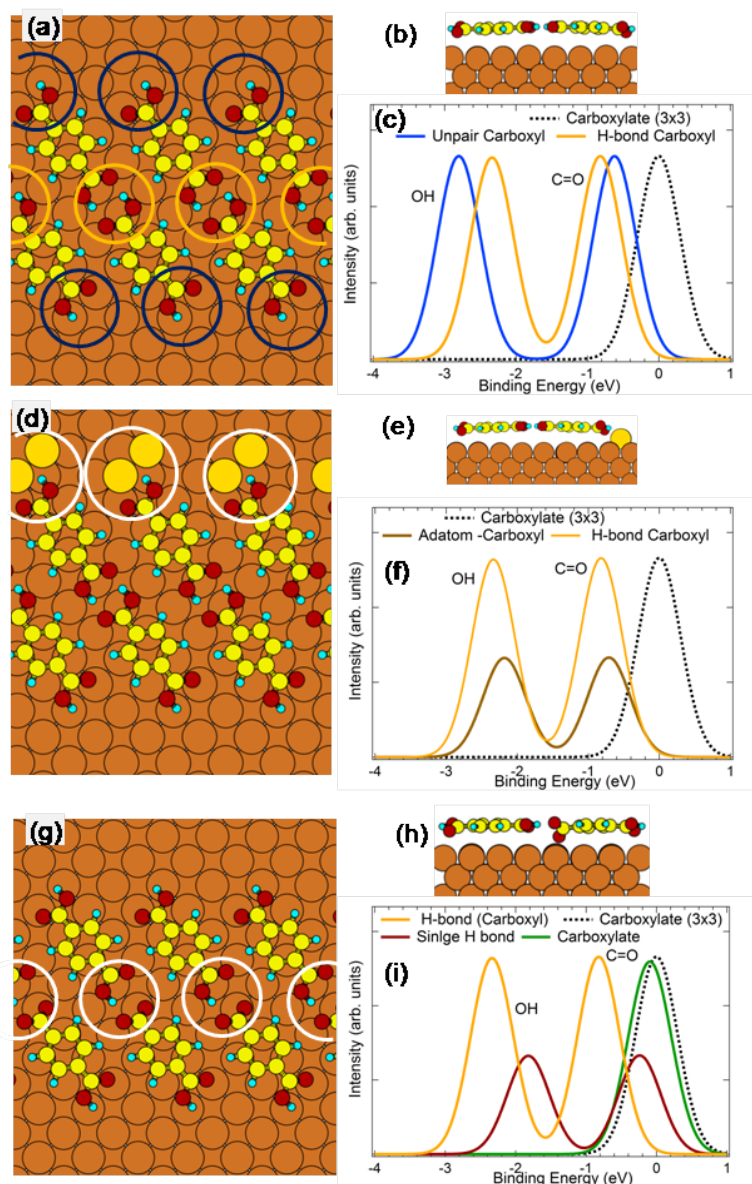 (a)
(b)
(c)
Carboxylate (3x3)
Unpair Carboxyl H-bond Carboxyl
OH
C=O
Intensity (arb. units)
-4 -3 -2 -1 0 1
Binding Energy (eV)
(d)
(e)
(f)
Carboxylate (3x3)
Adatom -Carboxyl H-bond Carboxyl
OH
C=O
Intensity (arb. units)
-4 -3 -2 -1 0 1
Binding Energy (eV)
(g)
(h)
(i)
H-bond (Carboxyl) Carboxylate (3x3)
Sinlge H bond Carboxylate
C=O
OH
Intensity (arb. units)
-4 -3 -2 -1 0 1
Binding Energy (eV)